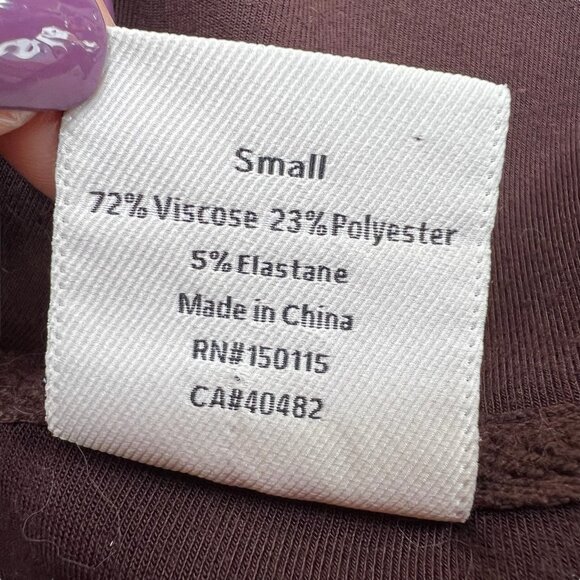 Small
72% Viscose 23% Polyester
5% Elastane
Made in China
RN#150115
CA#40482